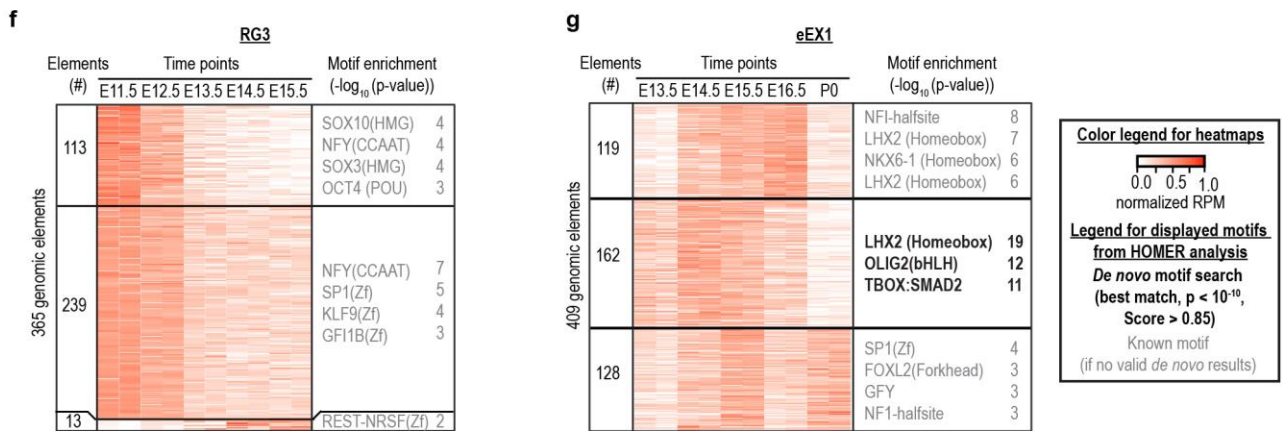 f
RG3
Elements
(#)
Time points
Motif enrichment
(-log10 (p-value))
E11.5 E12.5 E13.5 E14.5 E15.5
365 genomic elements
113
SOX10(HMG) 4
NFY(CCAAT) 4
SOX3(HMG) 4
OCT4 (POU) 3
239
NFY(CCAAT) 7
SP1(Zf) 5
KLF9(Zf) 4
GFI1B(Zf) 3
13
REST-NRSF(Zf) 2
g
eEX1
Elements
(#)
Time points
Motif enrichment
(-log10 (p-value))
E13.5 E14.5 E15.5 E16.5 P0
409 genomic elements
119
NFI-halfsite 8
LHX2 (Homeobox) 7
NKX6-1 (Homeobox) 6
LHX2 (Homeobox) 6
162
LHX2 (Homeobox) 19
OLIG2(bHLH) 12
TBOX:SMAD2 11
128
SP1(Zf) 4
FOXL2(Forkhead) 3
GFY 3
NF1-halfsite 3
Color legend for heatmaps
0.0 0.5 1.0
normalized RPM
Legend for displayed motifs
from HOMER analysis
De novo motif search
(best match, p < 10-10,
Score > 0.85)
Known motif
(if no valid de novo results)